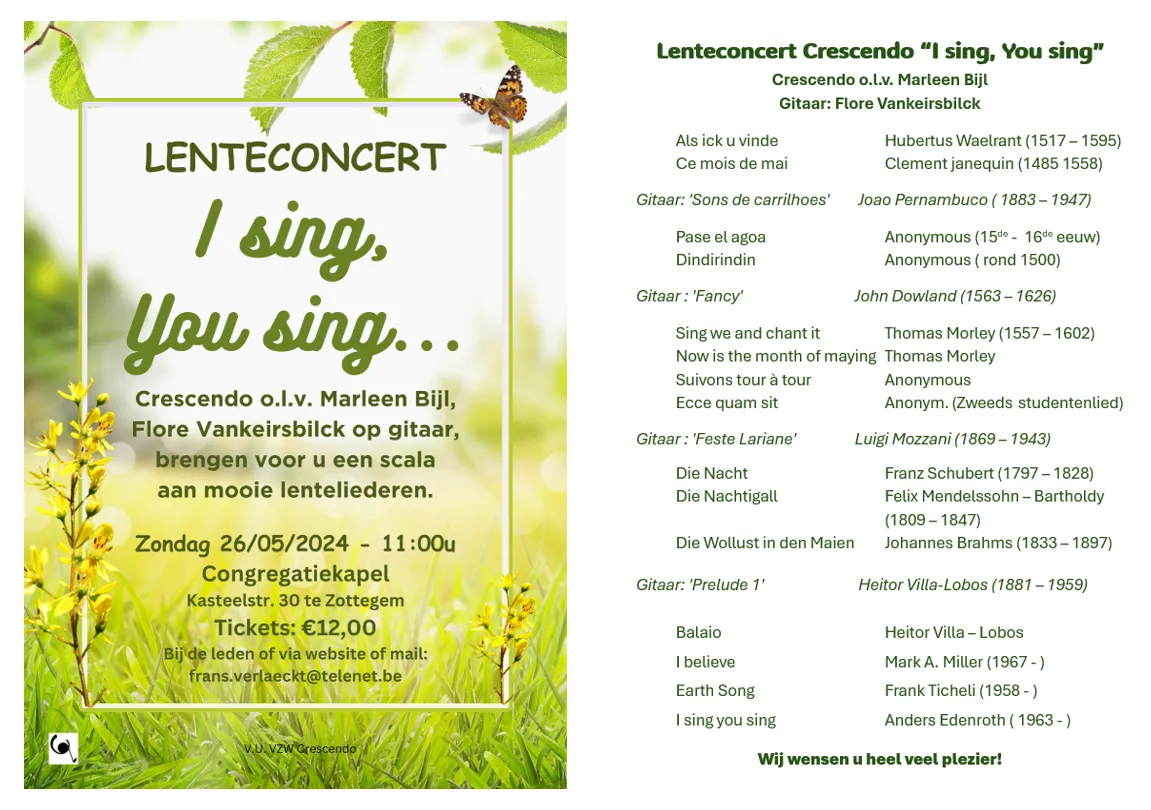 LENTECONCERT
I sing,
You sing...
Crescendo o.l.v. Marleen Bijl,
Flore Vankeirsbilck op gitaar,
brengen voor u een scala
aan mooie lenteliederen.
Zondag 26/05/2024 - 11:00u
Congregatiekapel
Kasteelstr. 30 te Zottegem
Tickets: €12,00
Bij de leden of via website of mail:
frans.verlaeckt@telenet.be
V.U. VZW Crescendo
Lenteconcert Crescendo “I sing, You sing”
Crescendo o.l.v. Marleen Bijl
Gitaar: Flore Vankeirsbilck
Als ick u vinde Hubertus Waelrant (1517 – 1595)
Ce mois de mai Clement janequin (1485 1558)
Gitaar: 'Sons de carrilhoes' Joao Pernambuco ( 1883 – 1947)
Pase el agoa Anonymous (15de - 16de eeuw)
Dindirindin Anonymous ( rond 1500)
Gitaar : 'Fancy' John Dowland (1563 – 1626)
Sing we and chant it Thomas Morley (1557 – 1602)
Now is the month of maying Thomas Morley
Suivons tour à tour Anonymous
Ecce quam sit Anonym. (Zweeds studentenlied)
Gitaar : 'Feste Lariane' Luigi Mozzani (1869 – 1943)
Die Nacht Franz Schubert (1797 – 1828)
Die Nachtigall Felix Mendelssohn – Bartholdy
(1809 – 1847)
Die Wollust in den Maien Johannes Brahms (1833 – 1897)
Gitaar: 'Prelude 1' Heitor Villa-Lobos (1881 – 1959)
Balaio Heitor Villa – Lobos
I believe Mark A. Miller (1967 - )
Earth Song Frank Ticheli (1958 - )
I sing you sing Anders Edenroth ( 1963 - )
Wij wensen u heel veel plezier!